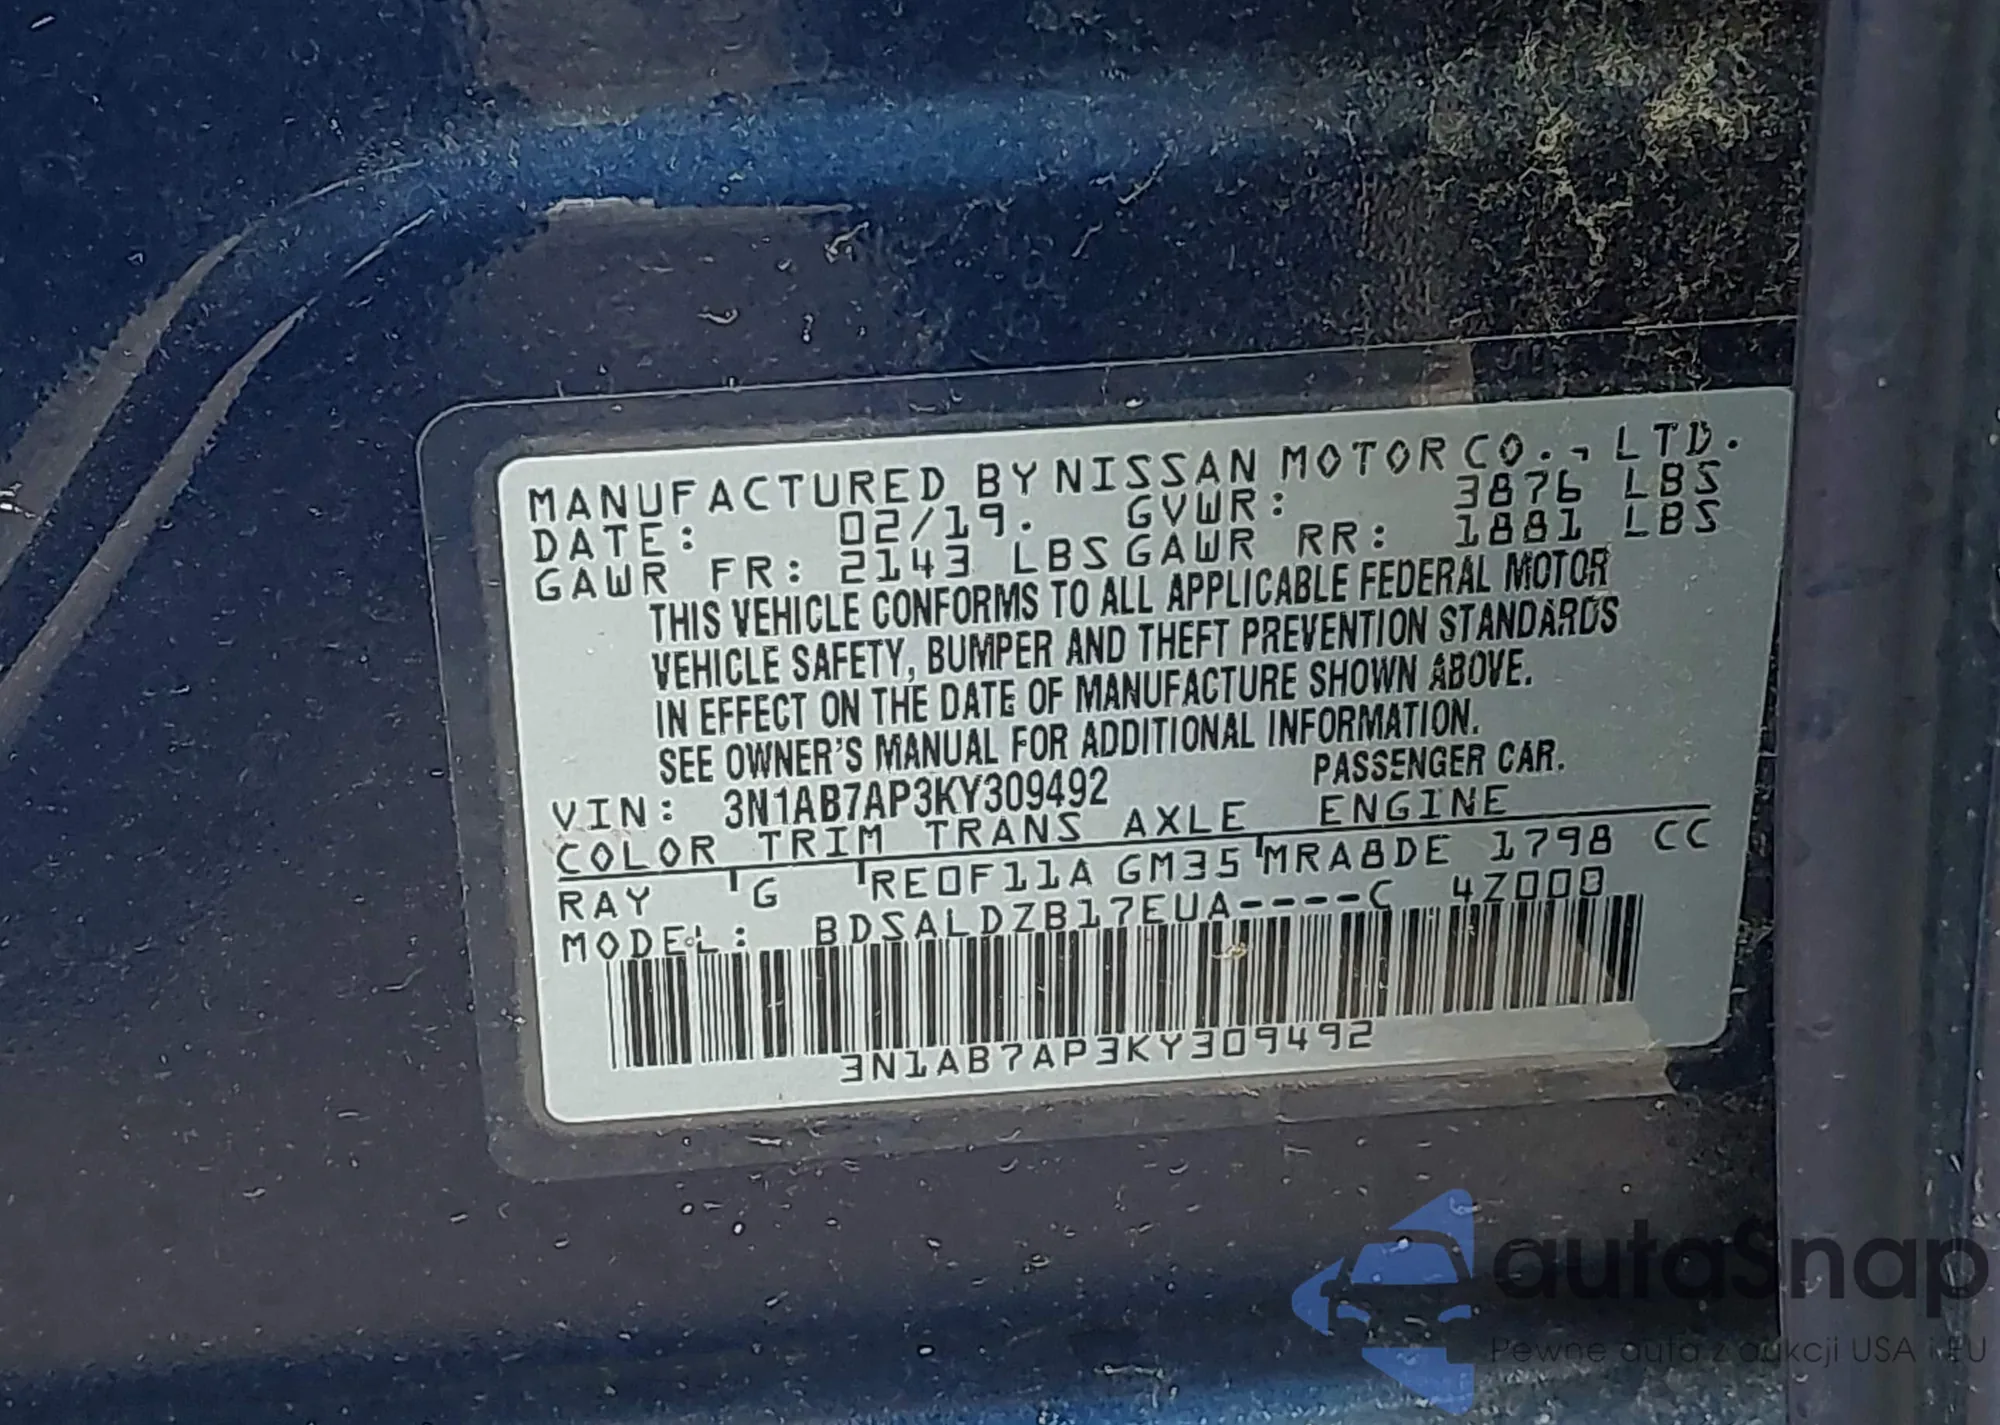 MANUFACTURED BY NISSAN MOTOR CO., LTD.
DATE: 02/19. GVWR: 3876 LBS
GAWR FR: 2143 LBS GAWR RR: 1881 LBS
THIS VEHICLE CONFORMS TO ALL APPLICABLE FEDERAL MOTOR
VEHICLE SAFETY, BUMPER AND THEFT PREVENTION STANDARDS
IN EFFECT ON THE DATE OF MANUFACTURE SHOWN ABOVE.
SEE OWNER'S MANUAL FOR ADDITIONAL INFORMATION.
VIN: 3N1AB7AP3KY309492 PASSENGER CAR.
COLOR TRIM TRANS AXLE ENGINE
RAY G RE0F11A GM35 MRA8DE 1798 CC
MODEL: BDSALDZB17EUA----C 4Z000
3N1AB7AP3KY309492
autaSnap
Pewne auta z aukcji USA i EU